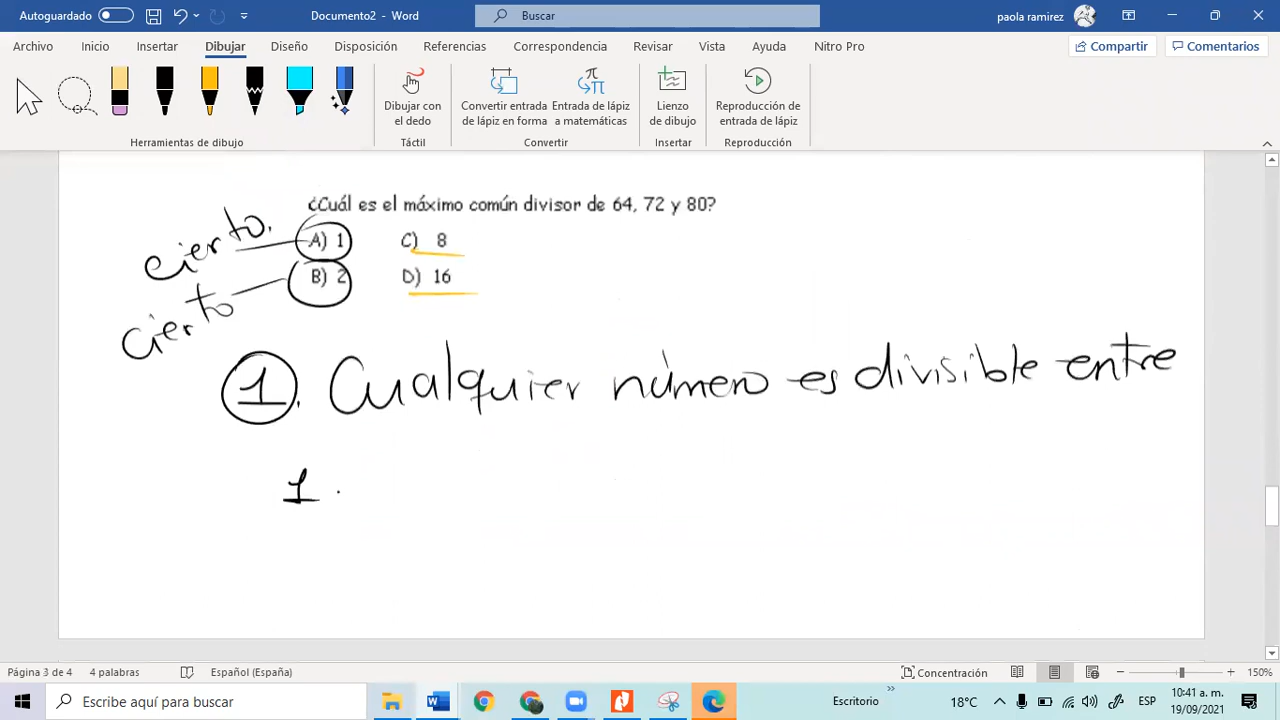 Autoguardado
Documento2 - Word
Buscar
paola ramirez
Archivo Inicio Insertar Dibujar Diseño Disposición Referencias Correspondencia Revisar Vista Ayuda Nitro Pro
Compartir Comentarios
Dibujar con el dedo
Convertir entrada de lápiz en forma
Entrada de lápiz a matemáticas
Lienzo de dibujo
Reproducción de entrada de lápiz
Herramientas de dibujo Táctil Convertir Insertar Reproducción
¿Cuál es el máximo común divisor de 64, 72 y 80?
cierto. A) 1 C) 8
cierto B) 2 D) 16
1. Cualquier número es divisible entre
1.
Página 3 de 4 4 palabras Español (España) Concentración 150%
Escribe aquí para buscar
Escritorio » 18°C ESP
10:41 a. m.
19/09/2021